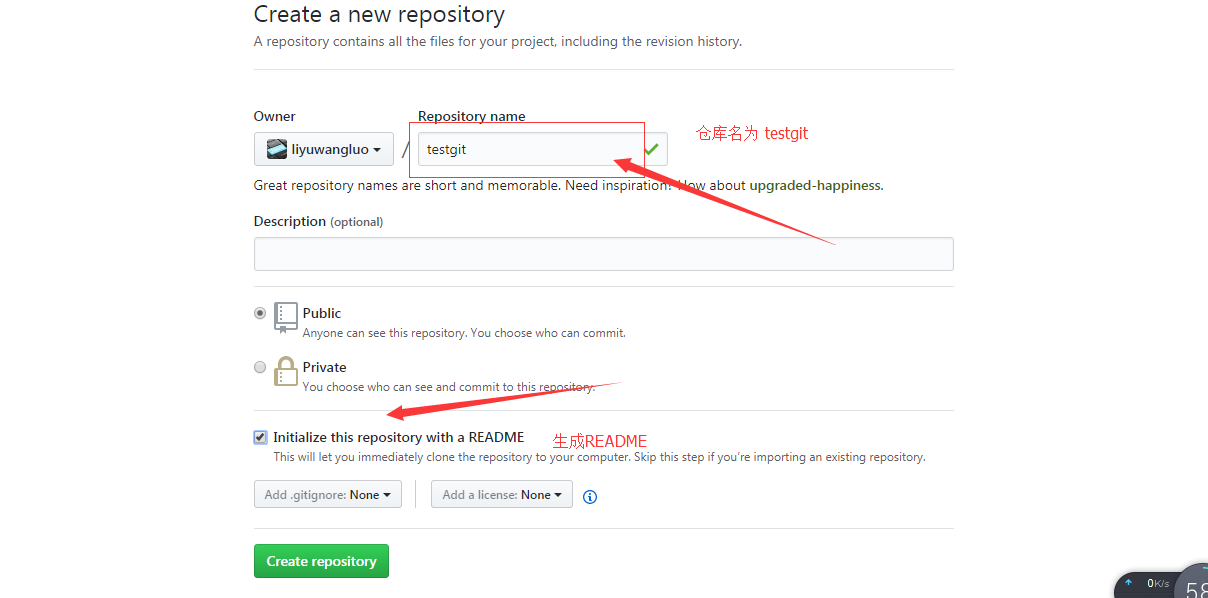 Create a new repository
A repository contains all the files for your project, including the revision history.
Owner
Repository name
liyuwangluo
/
testgit
仓库名为 testgit
Great repository names are short and memorable. Need inspiration? How about upgraded-happiness.
Description (optional)
Public
Anyone can see this repository. You choose who can commit.
Private
You choose who can see and commit to this repository.
Initialize this repository with a README
生成README
This will let you immediately clone the repository to your computer. Skip this step if you’re importing an existing repository.
Add .gitignore: None
Add a license: None
Create repository
0K/s